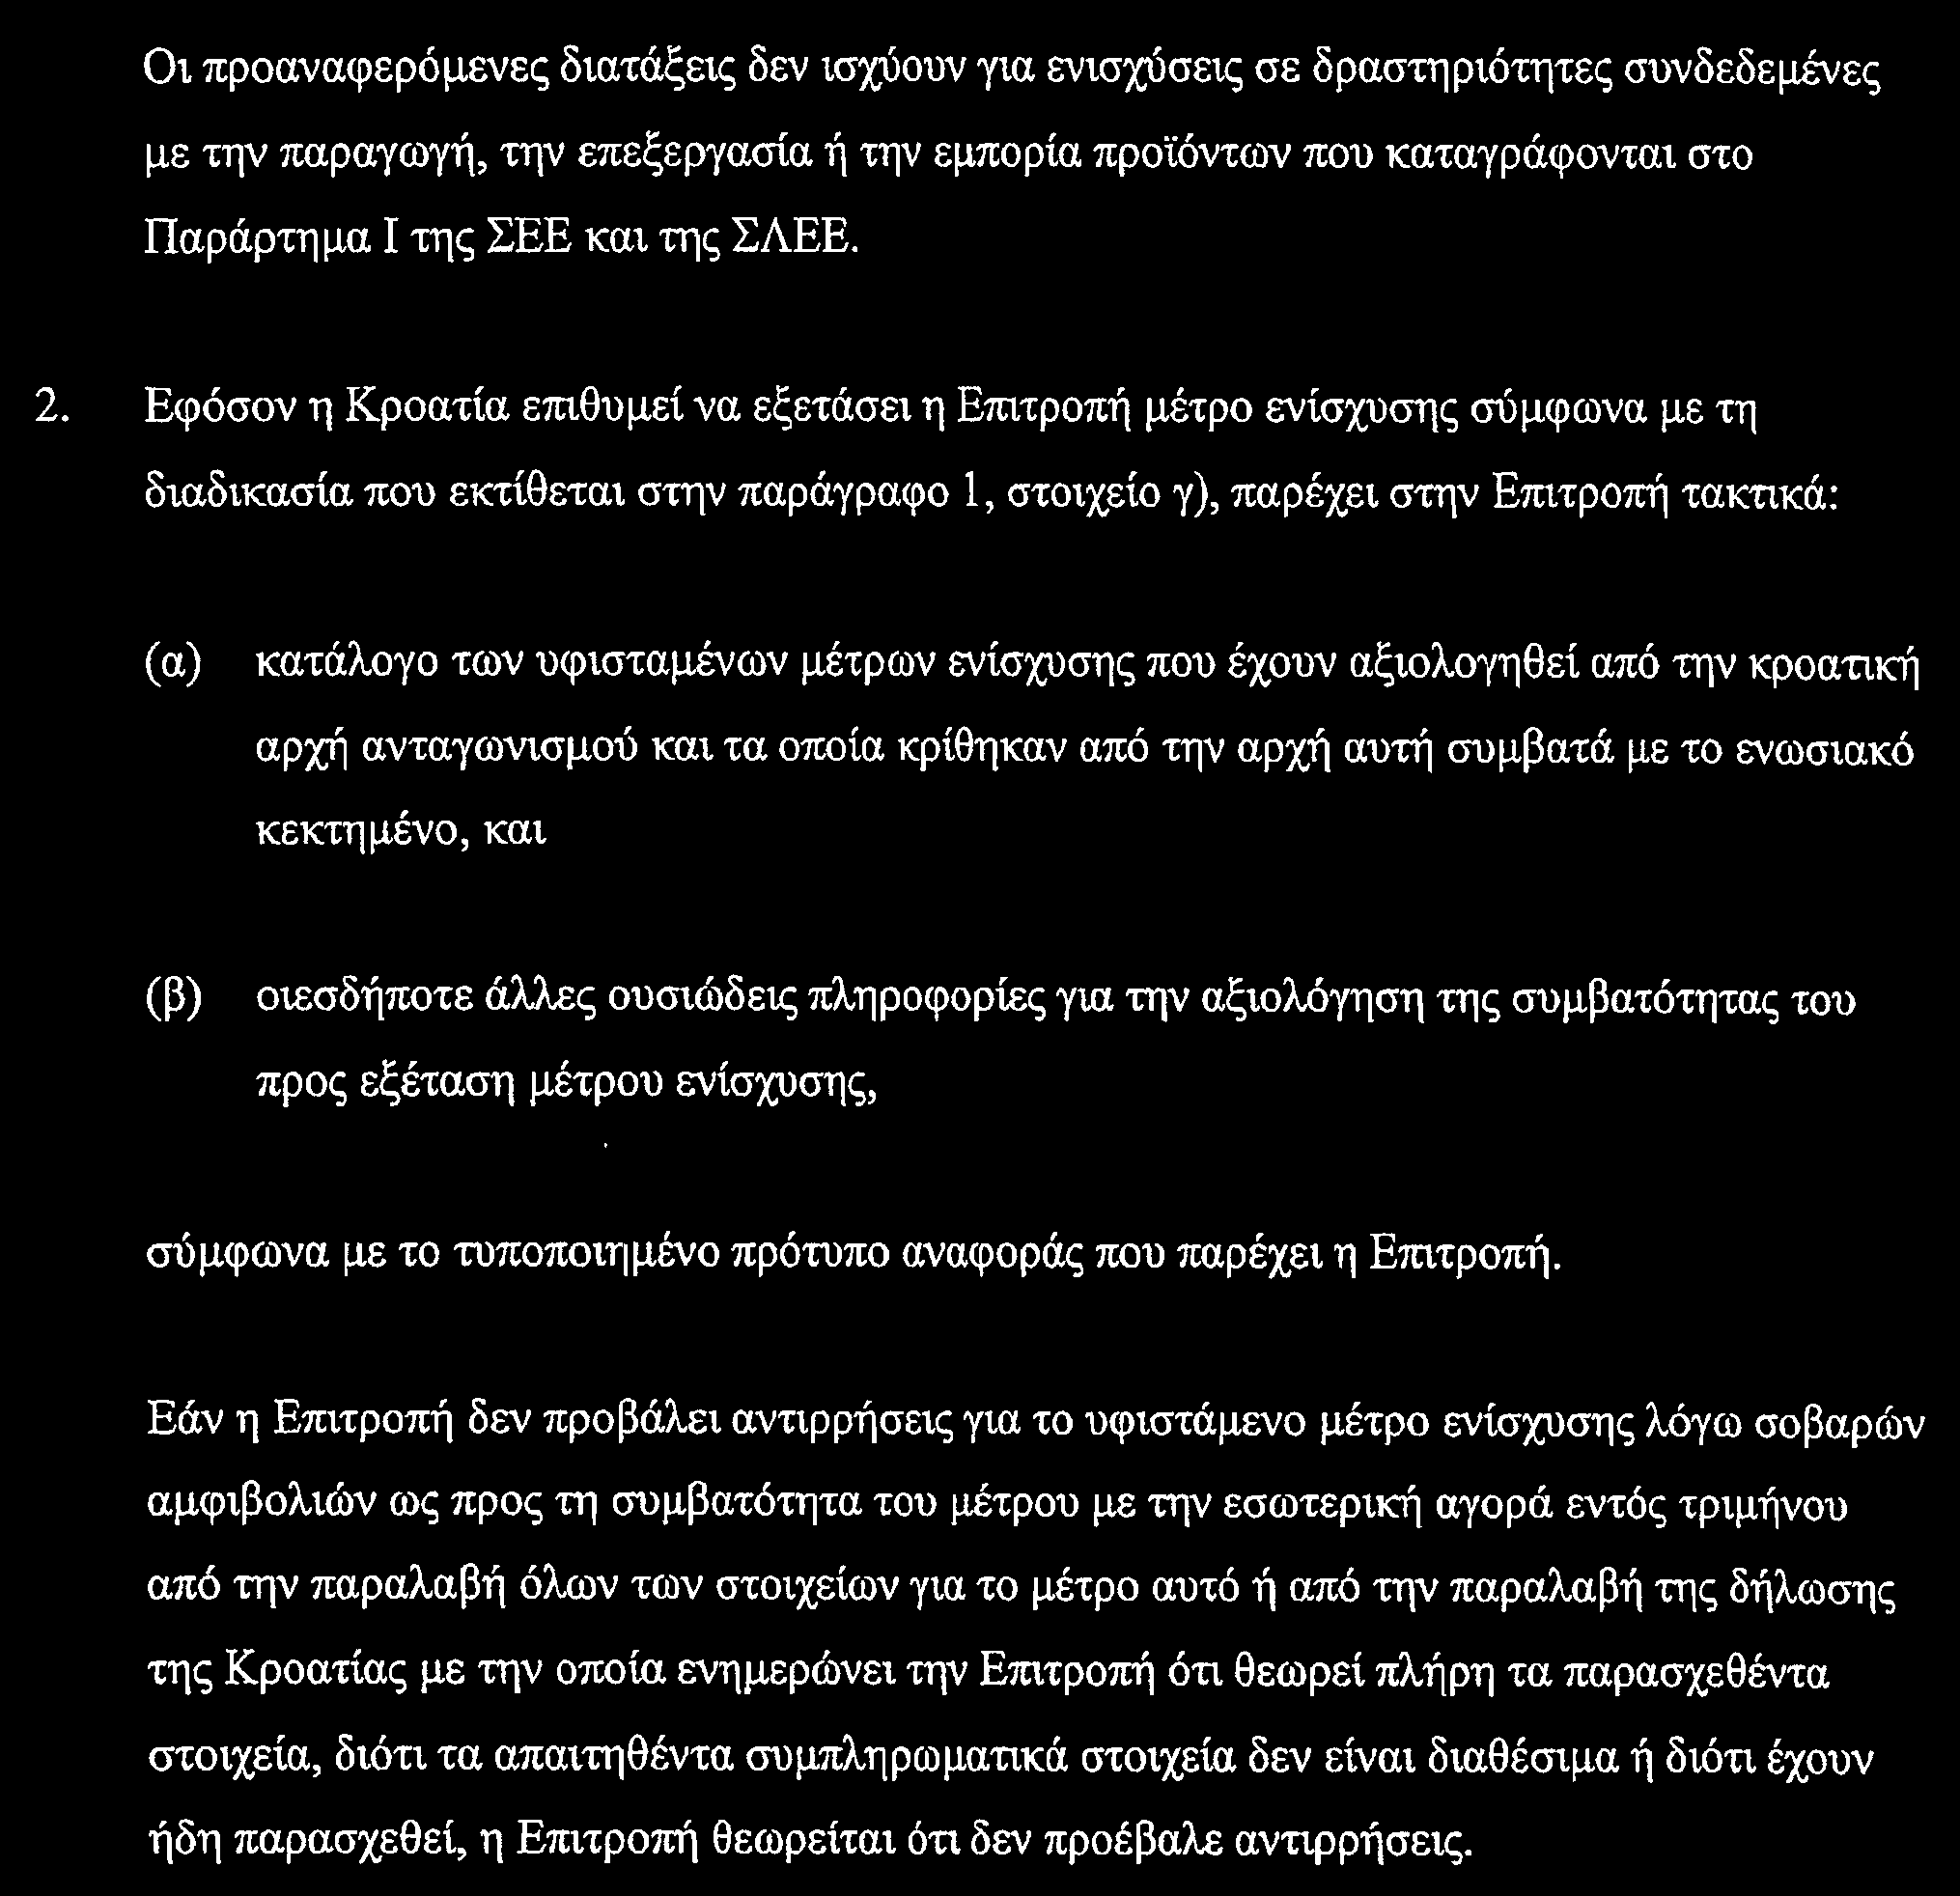 Οι προαναφερόμενες διατάξεις δεν ισχύουν για ενισχύσεις σε δραστηριότητες συνδεδεμένες
με την παραγωγή, την επεξεργασία ή την εμπορία προϊόντων που καταγράφονται στο
Παράρτημα Ι της ΣΕΕ και της ΣΛΕΕ.
2. Εφόσον η Κροατία επιθυμεί να εξετάσει η Επιτροπή μέτρο ενίσχυσης σύμφωνα με τη
διαδικασία που εκτίθεται στην παράγραφο 1, στοιχείο γ), παρέχει στην Επιτροπή τακτικά:
(α) κατάλογο των υφισταμένων μέτρων ενίσχυσης που έχουν αξιολογηθεί από την κροατική
αρχή ανταγωνισμού και τα οποία κρίθηκαν από την αρχή αυτή συμβατά με το ενωσιακό
κεκτημένο, και
(β) οιεσδήποτε άλλες ουσιώδεις πληροφορίες για την αξιολόγηση της συμβατότητας του
προς εξέταση μέτρου ενίσχυσης,
σύμφωνα με το τυποποιημένο πρότυπο αναφοράς που παρέχει η Επιτροπή.
Εάν η Επιτροπή δεν προβάλει αντιρρήσεις για το υφιστάμενο μέτρο ενίσχυσης λόγω σοβαρών
αμφιβολιών ως προς τη συμβατότητα του μέτρου με την εσωτερική αγορά εντός τριμήνου
από την παραλαβή όλων των στοιχείων για το μέτρο αυτό ή από την παραλαβή της δήλωσης
της Κροατίας με την οποία ενημερώνει την Επιτροπή ότι θεωρεί πλήρη τα παρασχεθέντα
στοιχεία, διότι τα απαιτηθέντα συμπληρωματικά στοιχεία δεν είναι διαθέσιμα ή διότι έχουν
ήδη παρασχεθεί, η Επιτροπή θεωρείται ότι δεν προέβαλε αντιρρήσεις.